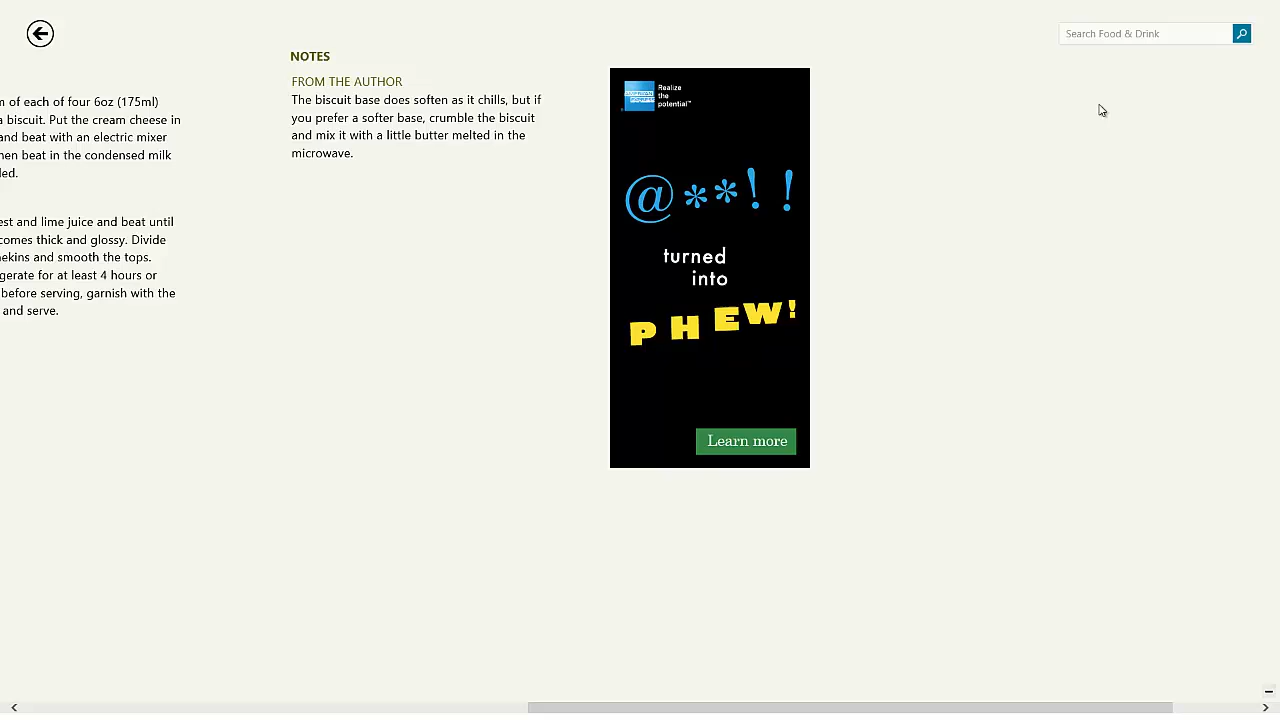 Search Food & Drink
m of each of four 6oz (175ml)
a biscuit. Put the cream cheese in
and beat with an electric mixer
hen beat in the condensed milk
led.
est and lime juice and beat until
comes thick and glossy. Divide
nekins and smooth the tops.
gerate for at least 4 hours or
before serving, garnish with the
and serve.
NOTES
FROM THE AUTHOR
The biscuit base does soften as it chills, but if
you prefer a softer base, crumble the biscuit
and mix it with a little butter melted in the
microwave.
AMERICAN
EXPRESS
Realize
the
potential™
@**!!
turned
into
PHEW!
Learn more